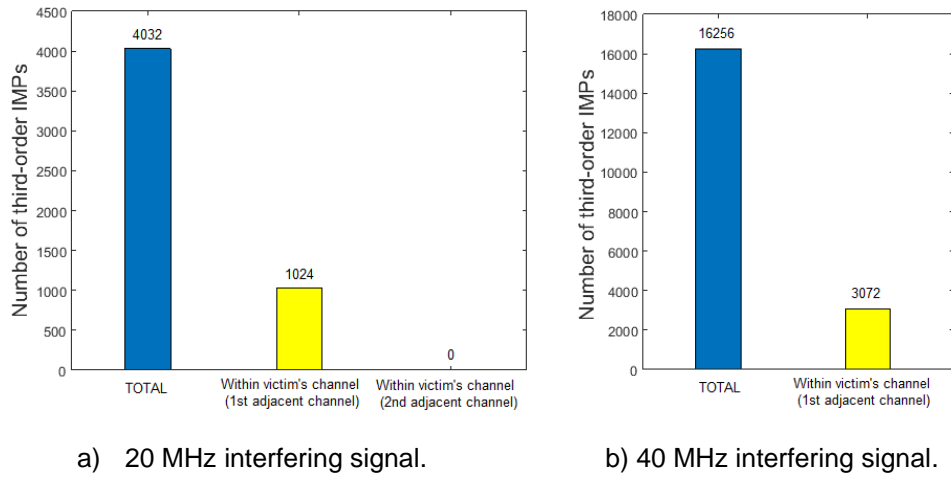 Number of third-order IMPs
4500
4000
3500
3000
2500
2000
1500
1000
500
0
4032
1024
0
TOTAL
Within victim's channel
(1st adjacent channel)
Within victim's channel
(2nd adjacent channel)
a) 20 MHz interfering signal.
Number of third-order IMPs
18000
16000
14000
12000
10000
8000
6000
4000
2000
0
16256
3072
TOTAL
Within victim's channel
(1st adjacent channel)
b) 40 MHz interfering signal.